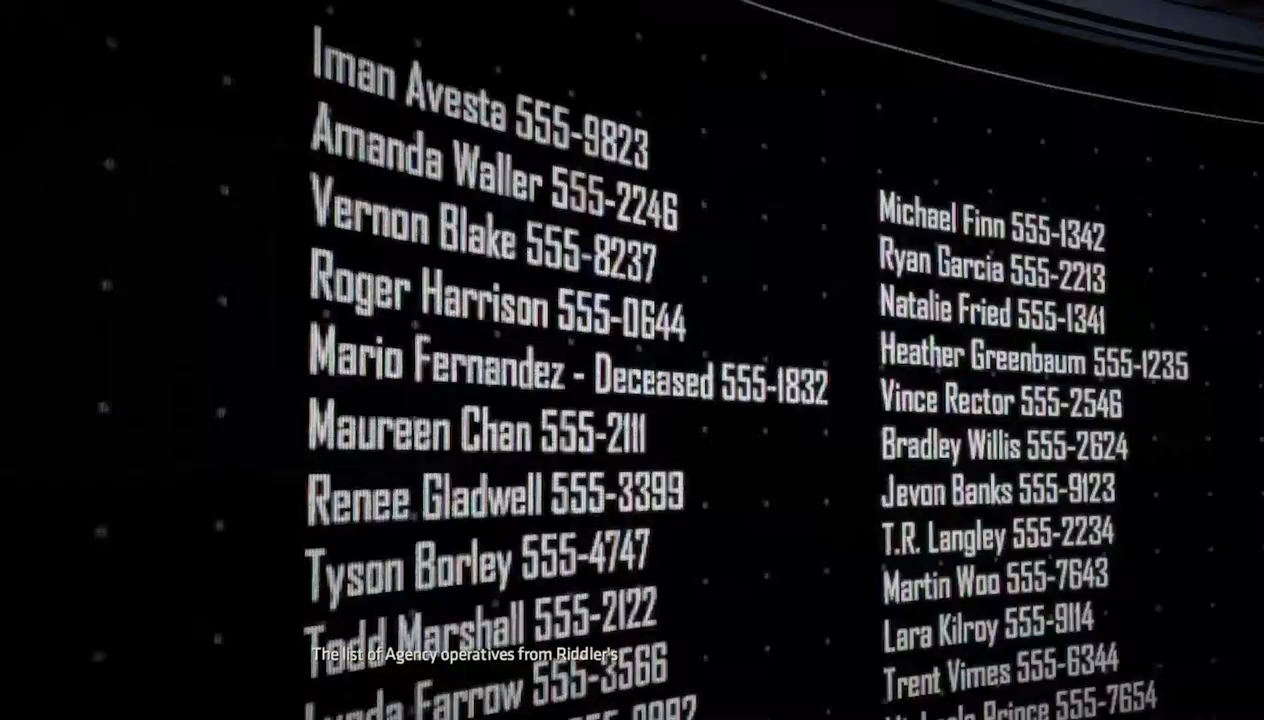 Iman Avesta 555-9823
Amanda Waller 555-2246
Vernon Blake 555-8237
Roger Harrison 555-0644
Mario Fernandez - Deceased 555-1832
Maureen Chan 555-2111
Renee Gladwell 555-3399
Tyson Borley 555-4747
Todd Marshall 555-2122
Farrow 555-3566
Michael Finn 555-1342
Ryan Garcia 555-2213
Natalie Fried 555-1341
Heather Greenbaum 555-1235
Vince Rector 555-2546
Bradley Willis 555-2624
Jevon Banks 555-9123
T.R. Langley 555-2234
Martin Woo 555-7643
Lara Kilroy 555-9114
Trent Vimes 555-6344
Prince 555-7654
The list of Agency operatives from Riddler's